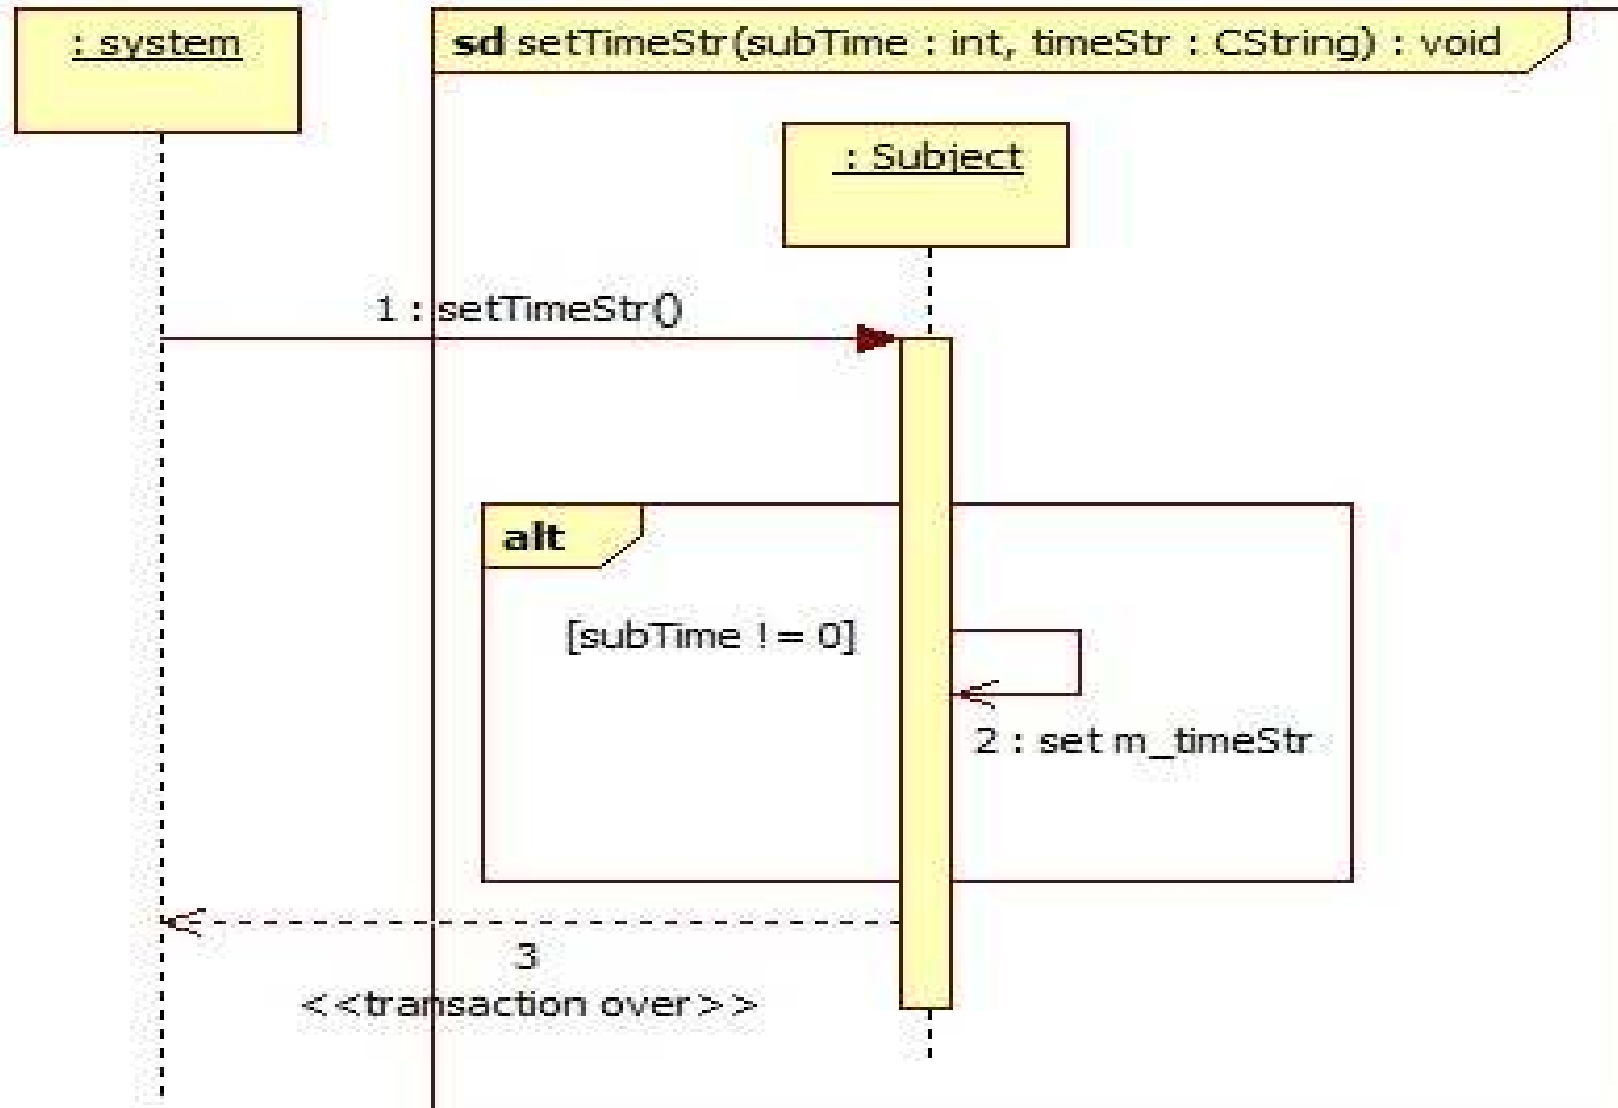 : system
sd setTimeStr(subTime : int, timeStr : CString) : void
: Subject
1 : setTimeStr()
alt
[subTime != 0]
2 : set m_timeStr
3
<<transaction over>>